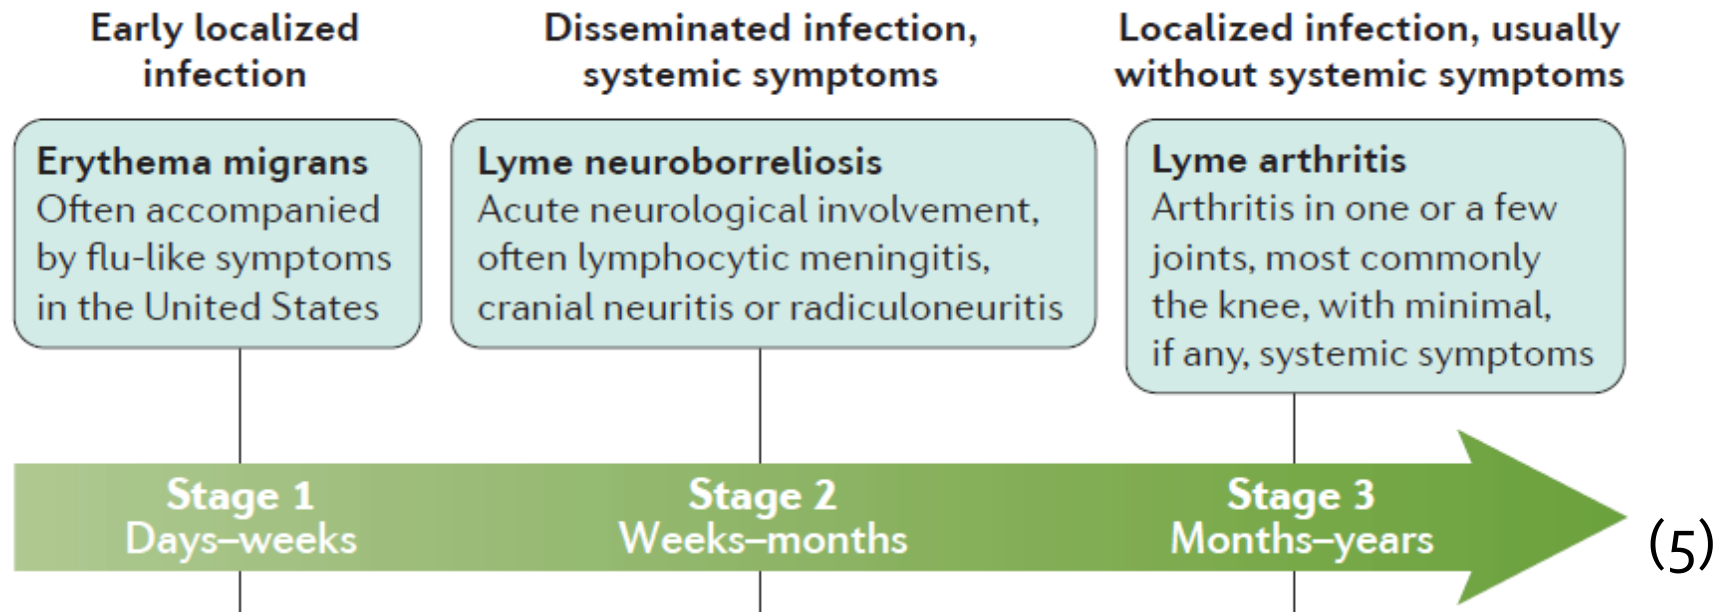 Early localized
infection
Disseminated infection,
systemic symptoms
Localized infection, usually
without systemic symptoms
Erythema migrans
Often accompanied
by flu-like symptoms
in the United States
Lyme neuroborreliosis
Acute neurological involvement,
often lymphocytic meningitis,
cranial neuritis or radiculoneuritis
Lyme arthritis
Arthritis in one or a few
joints, most commonly
the knee, with minimal,
if any, systemic symptoms
Stage 1
Days–weeks
Stage 2
Weeks–months
Stage 3
Months–years
(5)